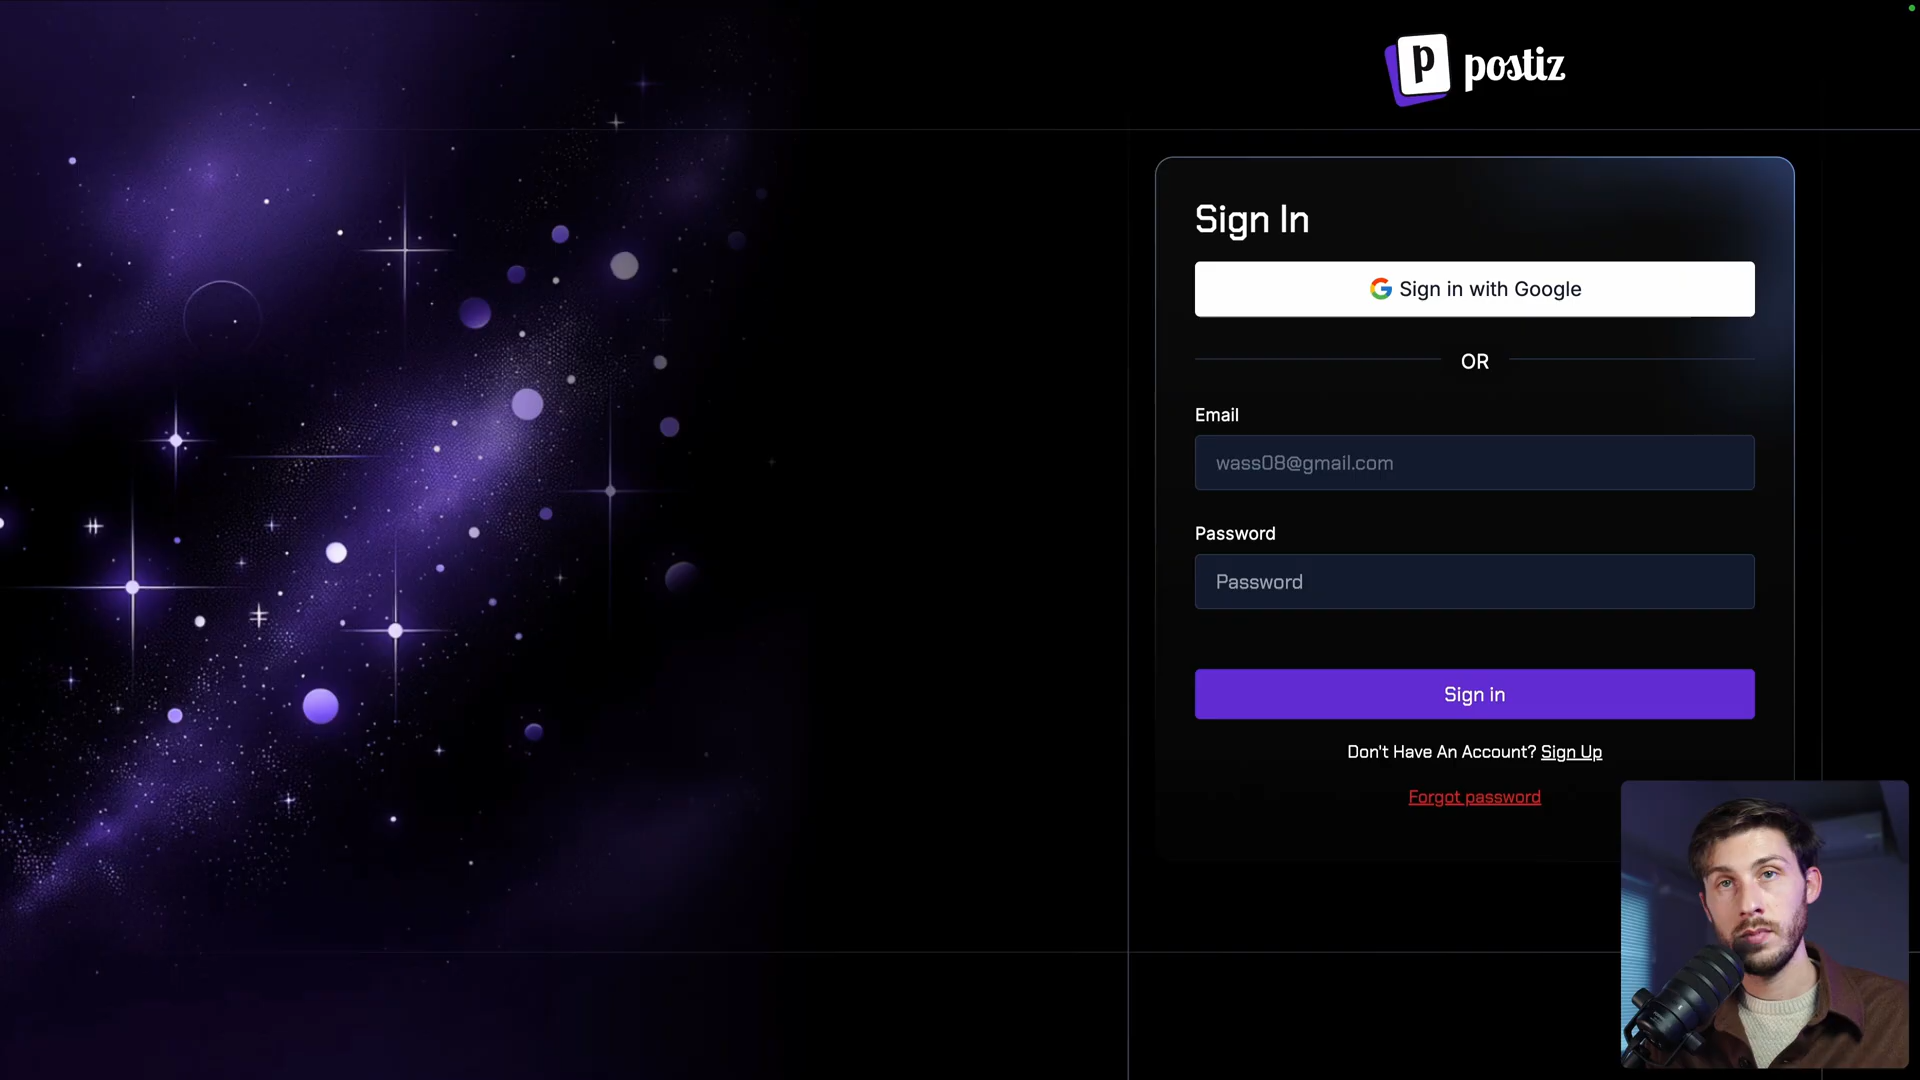 p postiz
Sign In
Sign in with Google
OR
Email
wass08@gmail.com
Password
Password
Sign in
Don't Have An Account? Sign Up
Forgot password